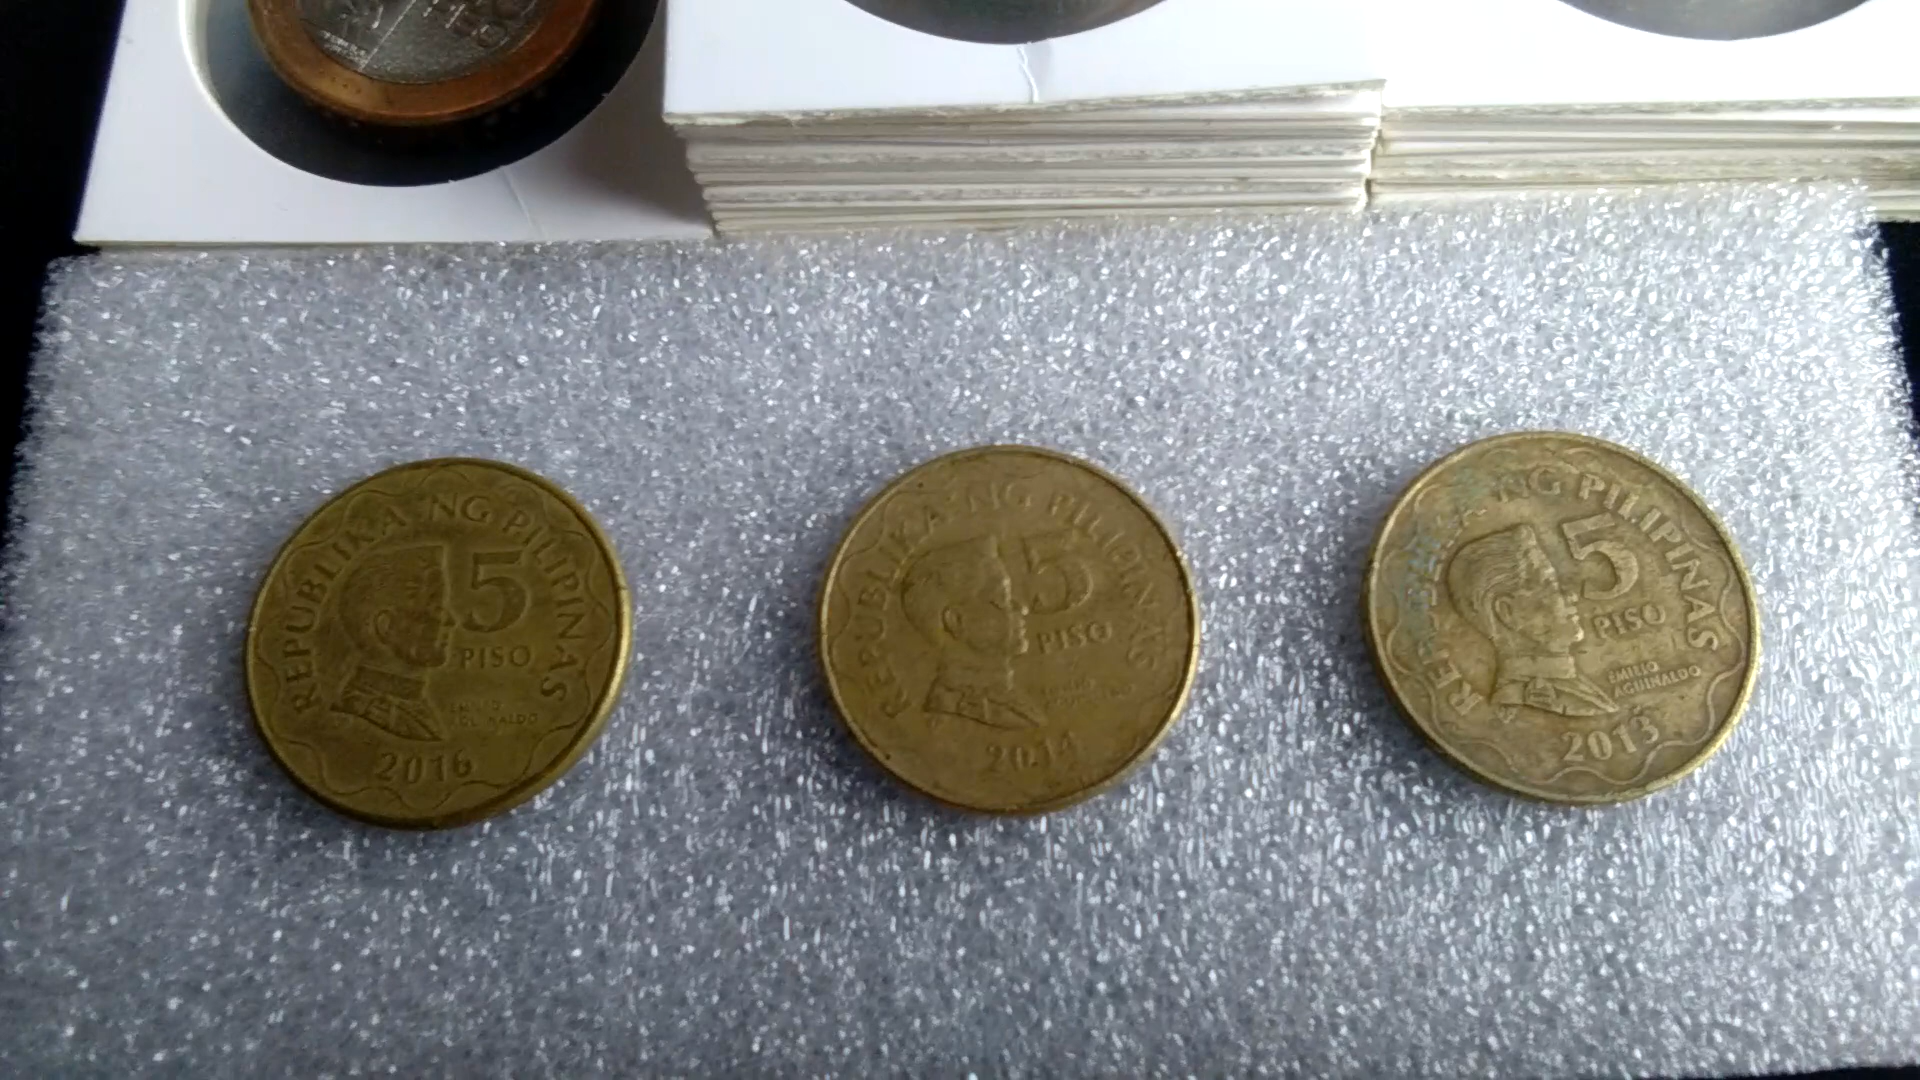 REPUBLIKA NG PILIPINAS
5
PISO
2016
REPUBLIKA NG PILIPINAS
5
PISO
2014
REPUBLIKA NG PILIPINAS
5
PISO
EMILIO
AGUINALDO
2013